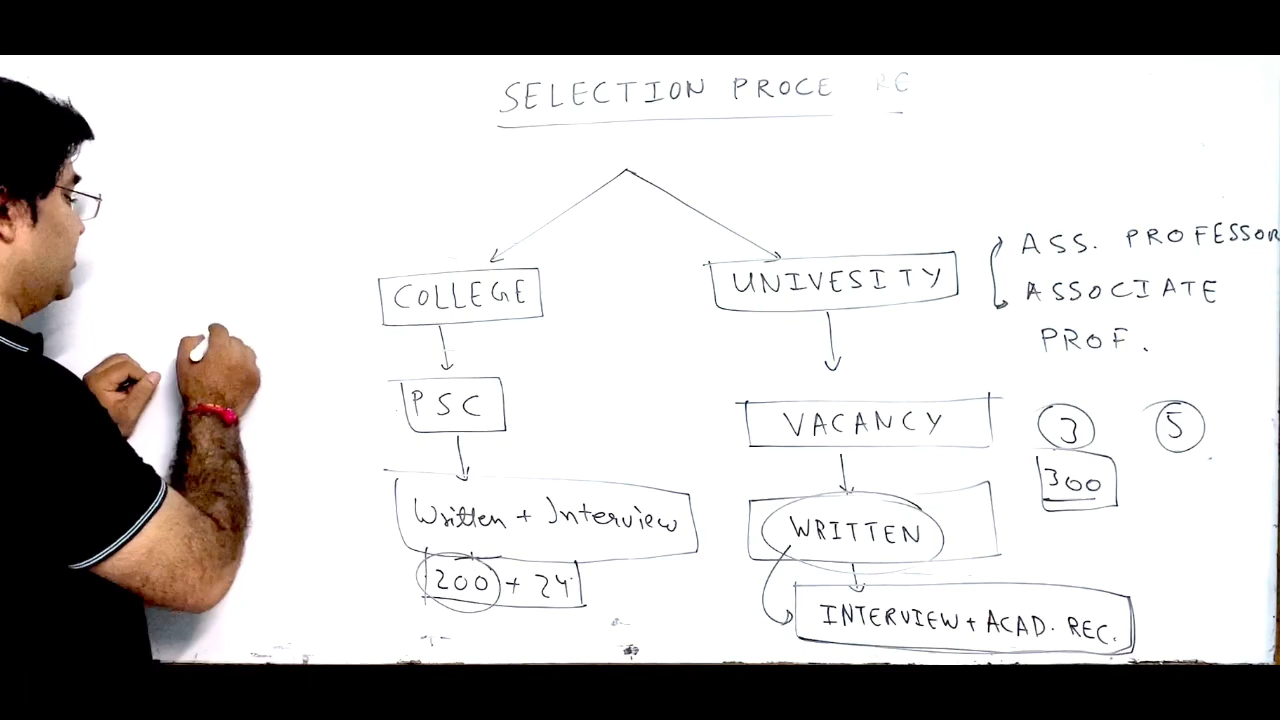 SELECTION PROCE RE
COLLEGE
PSC
Written + Interview
200 + 24
UNIVESITY
VACANCY
WRITTEN
INTERVIEW + ACAD. REC.
ASS. PROFESSOR
ASSOCIATE
PROF.
3 5
300